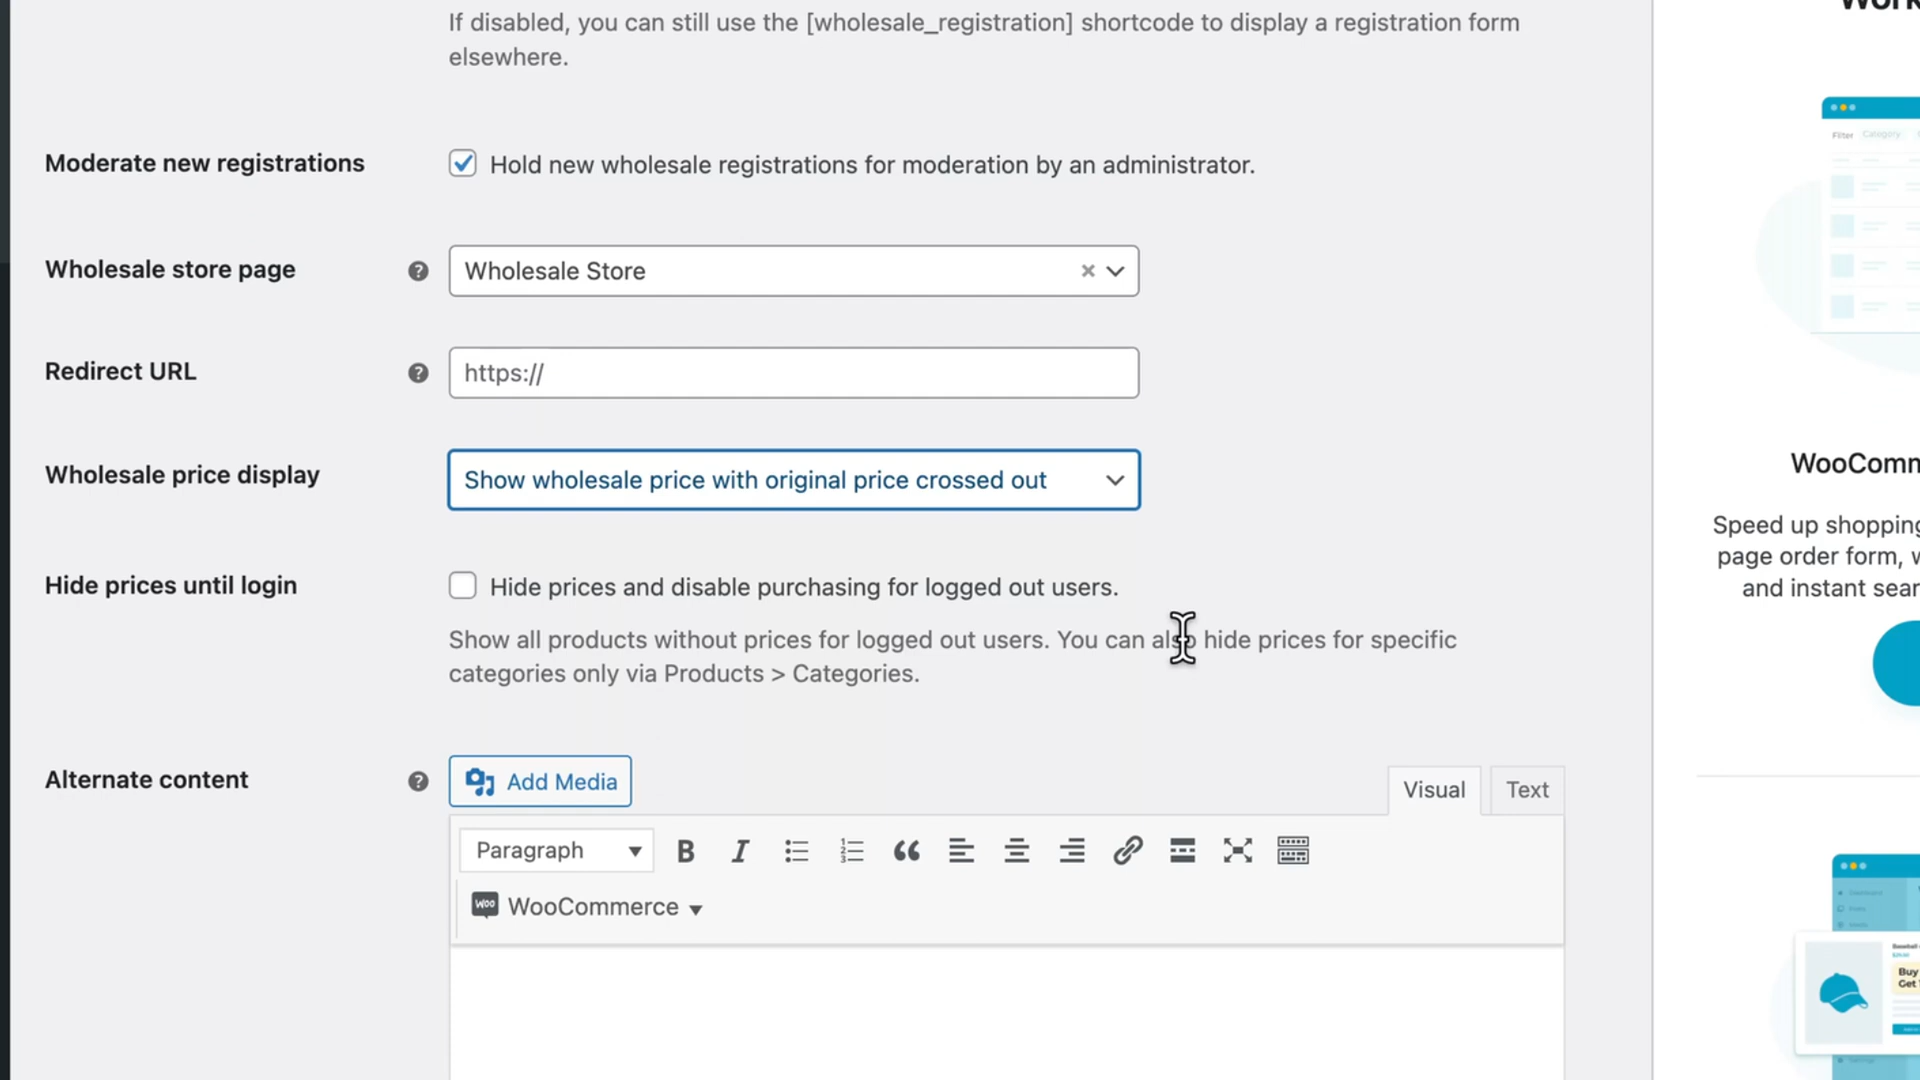 If disabled, you can still use the [wholesale_registration] shortcode to display a registration form
elsewhere.
Moderate new registrations
Hold new wholesale registrations for moderation by an administrator.
Wholesale store page
Wholesale Store
Redirect URL
https://
Wholesale price display
Show wholesale price with original price crossed out
Hide prices until login
Hide prices and disable purchasing for logged out users.
Show all products without prices for logged out users. You can also hide prices for specific
categories only via Products > Categories.
Alternate content
Add Media
Visual
Text
Paragraph
WooCommerce
Filter
Category
WooComm
Speed up shopping
page order form, w
and instant sear
Buy
Get